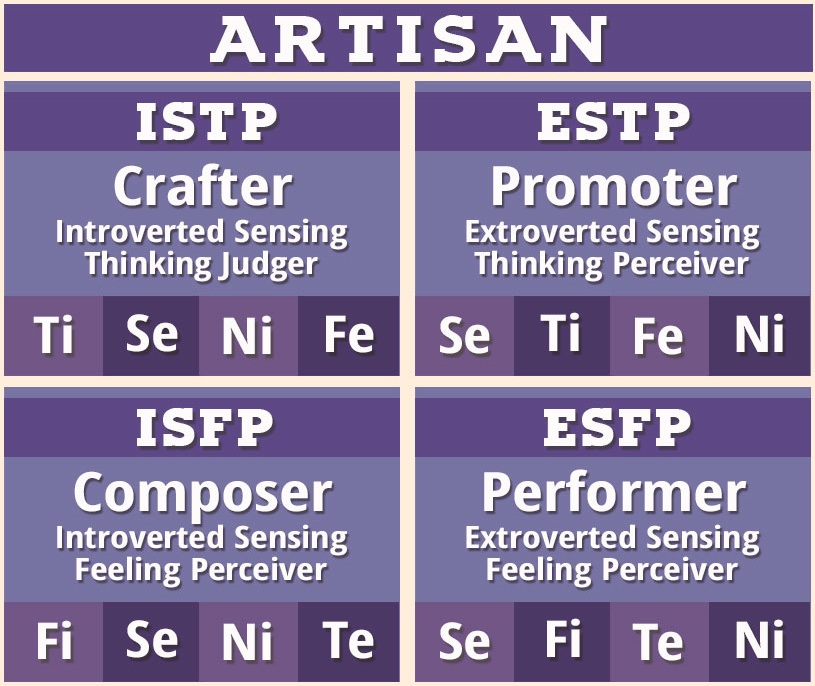 ARTISAN
ISTP
Crafter
Introverted Sensing
Thinking Judger
Ti Se Ni Fe
ESTP
Promoter
Extroverted Sensing
Thinking Perceiver
Se Ti Fe Ni
ISFP
Composer
Introverted Sensing
Feeling Perceiver
Fi Se Ni Te
ESFP
Performer
Extroverted Sensing
Feeling Perceiver
Se Fi Te Ni